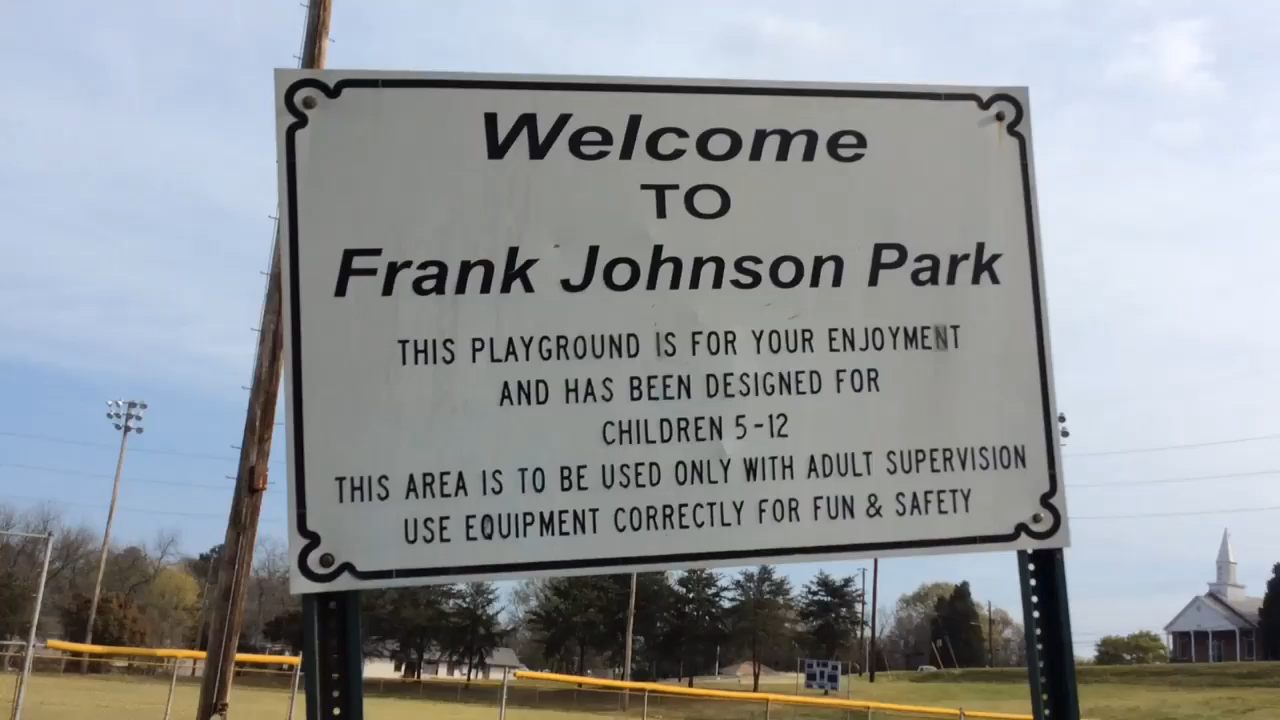 Welcome
TO
Frank Johnson Park
THIS PLAYGROUND IS FOR YOUR ENJOYMENT
AND HAS BEEN DESIGNED FOR
CHILDREN 5-12
THIS AREA IS TO BE USED ONLY WITH ADULT SUPERVISION
USE EQUIPMENT CORRECTLY FOR FUN & SAFETY